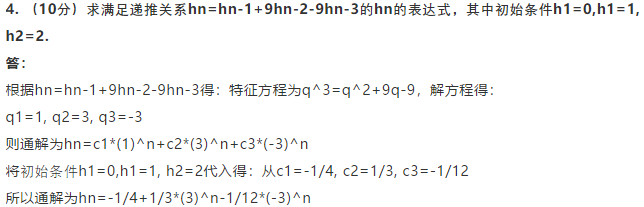 4. (10分) 求满足递推关系hn=hn-1+9hn-2-9hn-3的hn的表达式，其中初始条件h1=0,h1=1,
h2=2.
答：
根据hn=hn-1+9hn-2-9hn-3得：特征方程为q^3=q^2+9q-9，解方程得：
q1=1, q2=3, q3=-3
则通解为hn=c1*(1)^n+c2*(3)^n+c3*(-3)^n
将初始条件h1=0,h1=1, h2=2代入得：从c1=-1/4, c2=1/3, c3=-1/12
所以通解为hn=-1/4+1/3*(3)^n-1/12*(-3)^n